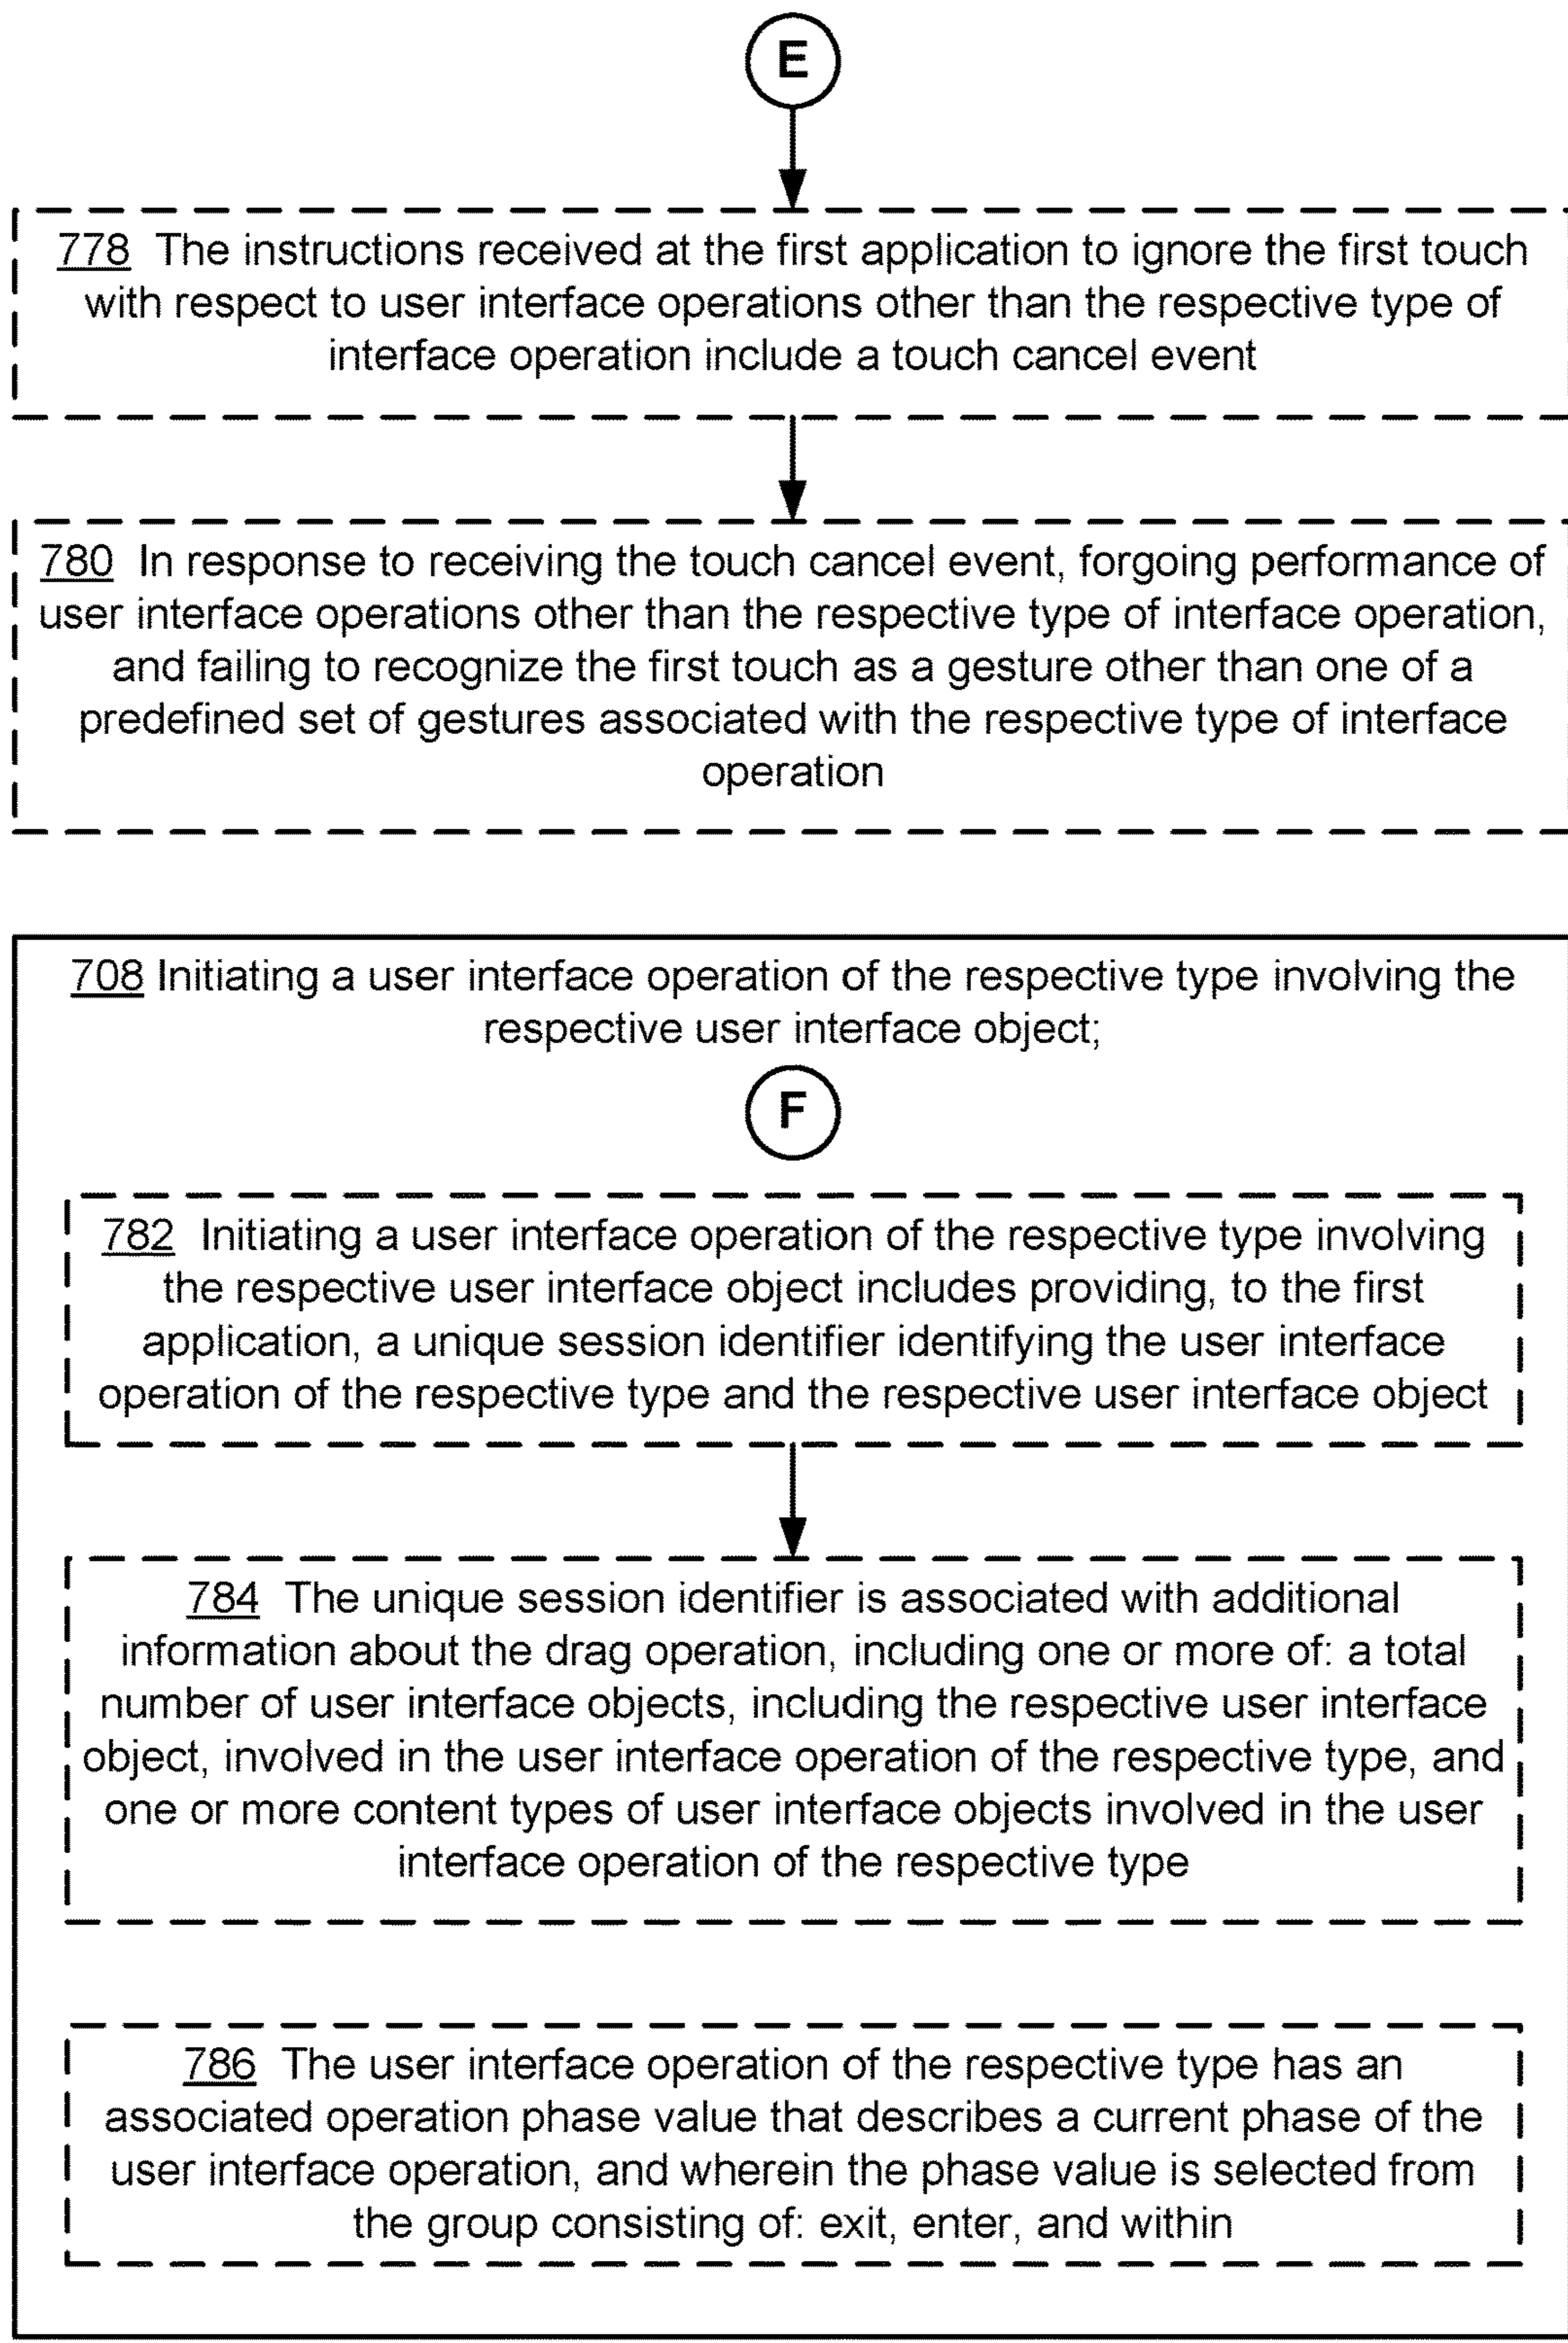 E
778 The instructions received at the first application to ignore the first touch
with respect to user interface operations other than the respective type of
interface operation include a touch cancel event
780 In response to receiving the touch cancel event, forgoing performance of
user interface operations other than the respective type of interface operation,
and failing to recognize the first touch as a gesture other than one of a
predefined set of gestures associated with the respective type of interface
operation
708 Initiating a user interface operation of the respective type involving the
respective user interface object;
F
782 Initiating a user interface operation of the respective type involving
the respective user interface object includes providing, to the first
application, a unique session identifier identifying the user interface
operation of the respective type and the respective user interface object
784 The unique session identifier is associated with additional
information about the drag operation, including one or more of: a total
number of user interface objects, including the respective user interface
object, involved in the user interface operation of the respective type, and
one or more content types of user interface objects involved in the user
interface operation of the respective type
786 The user interface operation of the respective type has an
associated operation phase value that describes a current phase of the
user interface operation, and wherein the phase value is selected from
the group consisting of: exit, enter, and within